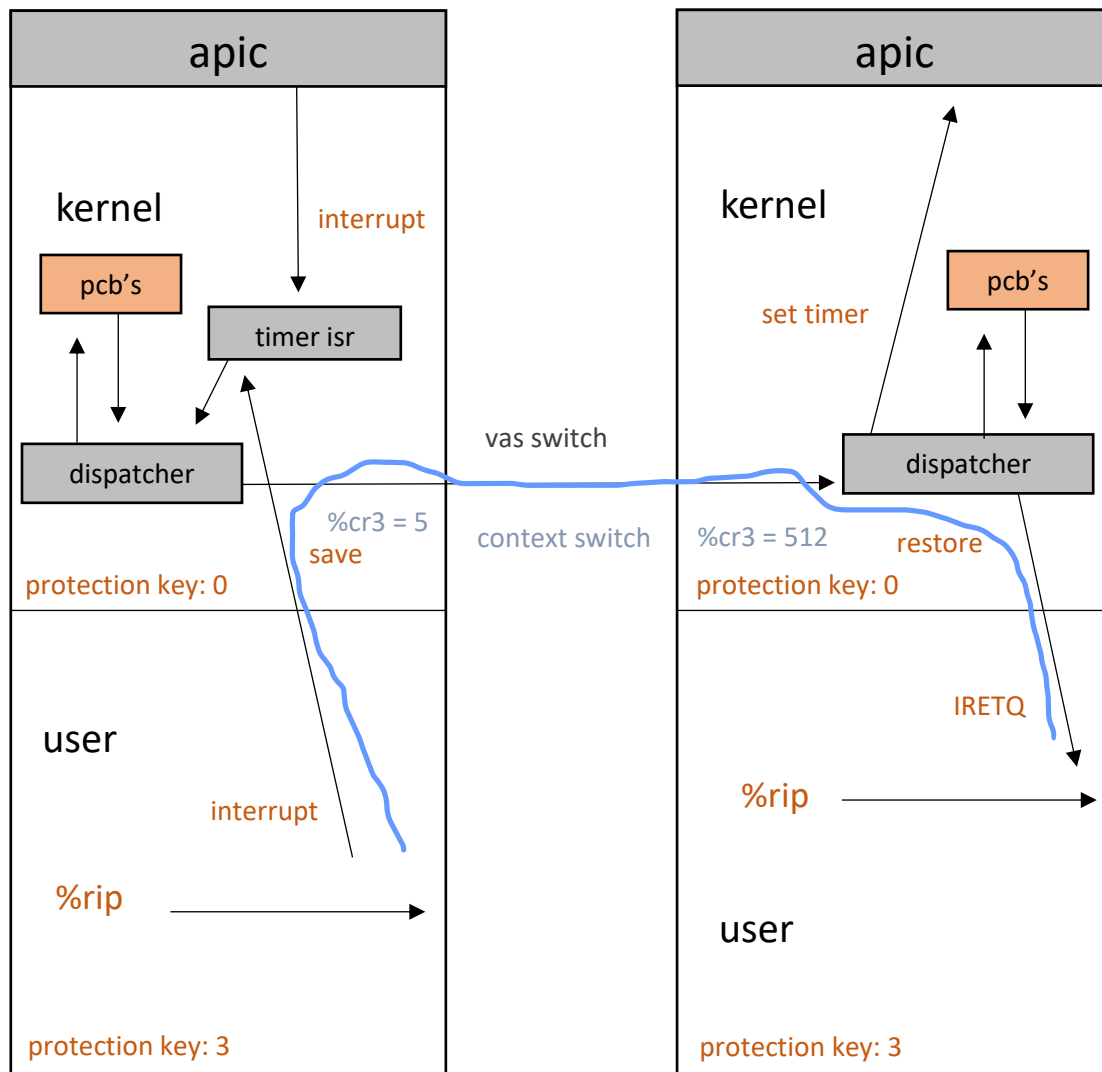 apic
kernel
interrupt
pcb's
timer isr
dispatcher
%cr3 = 5
save
protection key: 0
user
interrupt
%rip
protection key: 3
vas switch
context switch
apic
kernel
pcb's
set timer
dispatcher
%cr3 = 512
restore
protection key: 0
IRETQ
%rip
user
protection key: 3